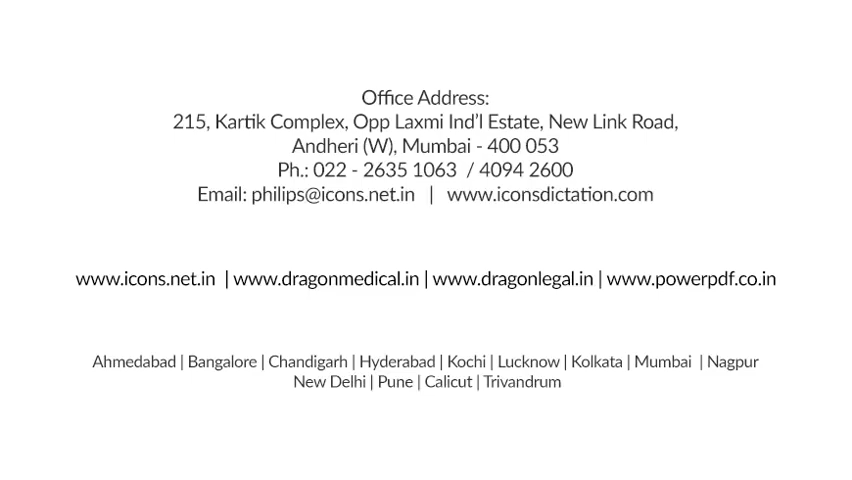 Office Address:
215, Kartik Complex, Opp Laxmi Ind’l Estate, New Link Road,
Andheri (W), Mumbai - 400 053
Ph.: 022 - 2635 1063 / 4094 2600
Email: philips@icons.net.in | www.iconsdictation.com
www.icons.net.in | www.dragonmedical.in | www.dragonlegal.in | www.powerpdf.co.in
Ahmedabad | Bangalore | Chandigarh | Hyderabad | Kochi | Lucknow | Kolkata | Mumbai | Nagpur
New Delhi | Pune | Calicut | Trivandrum